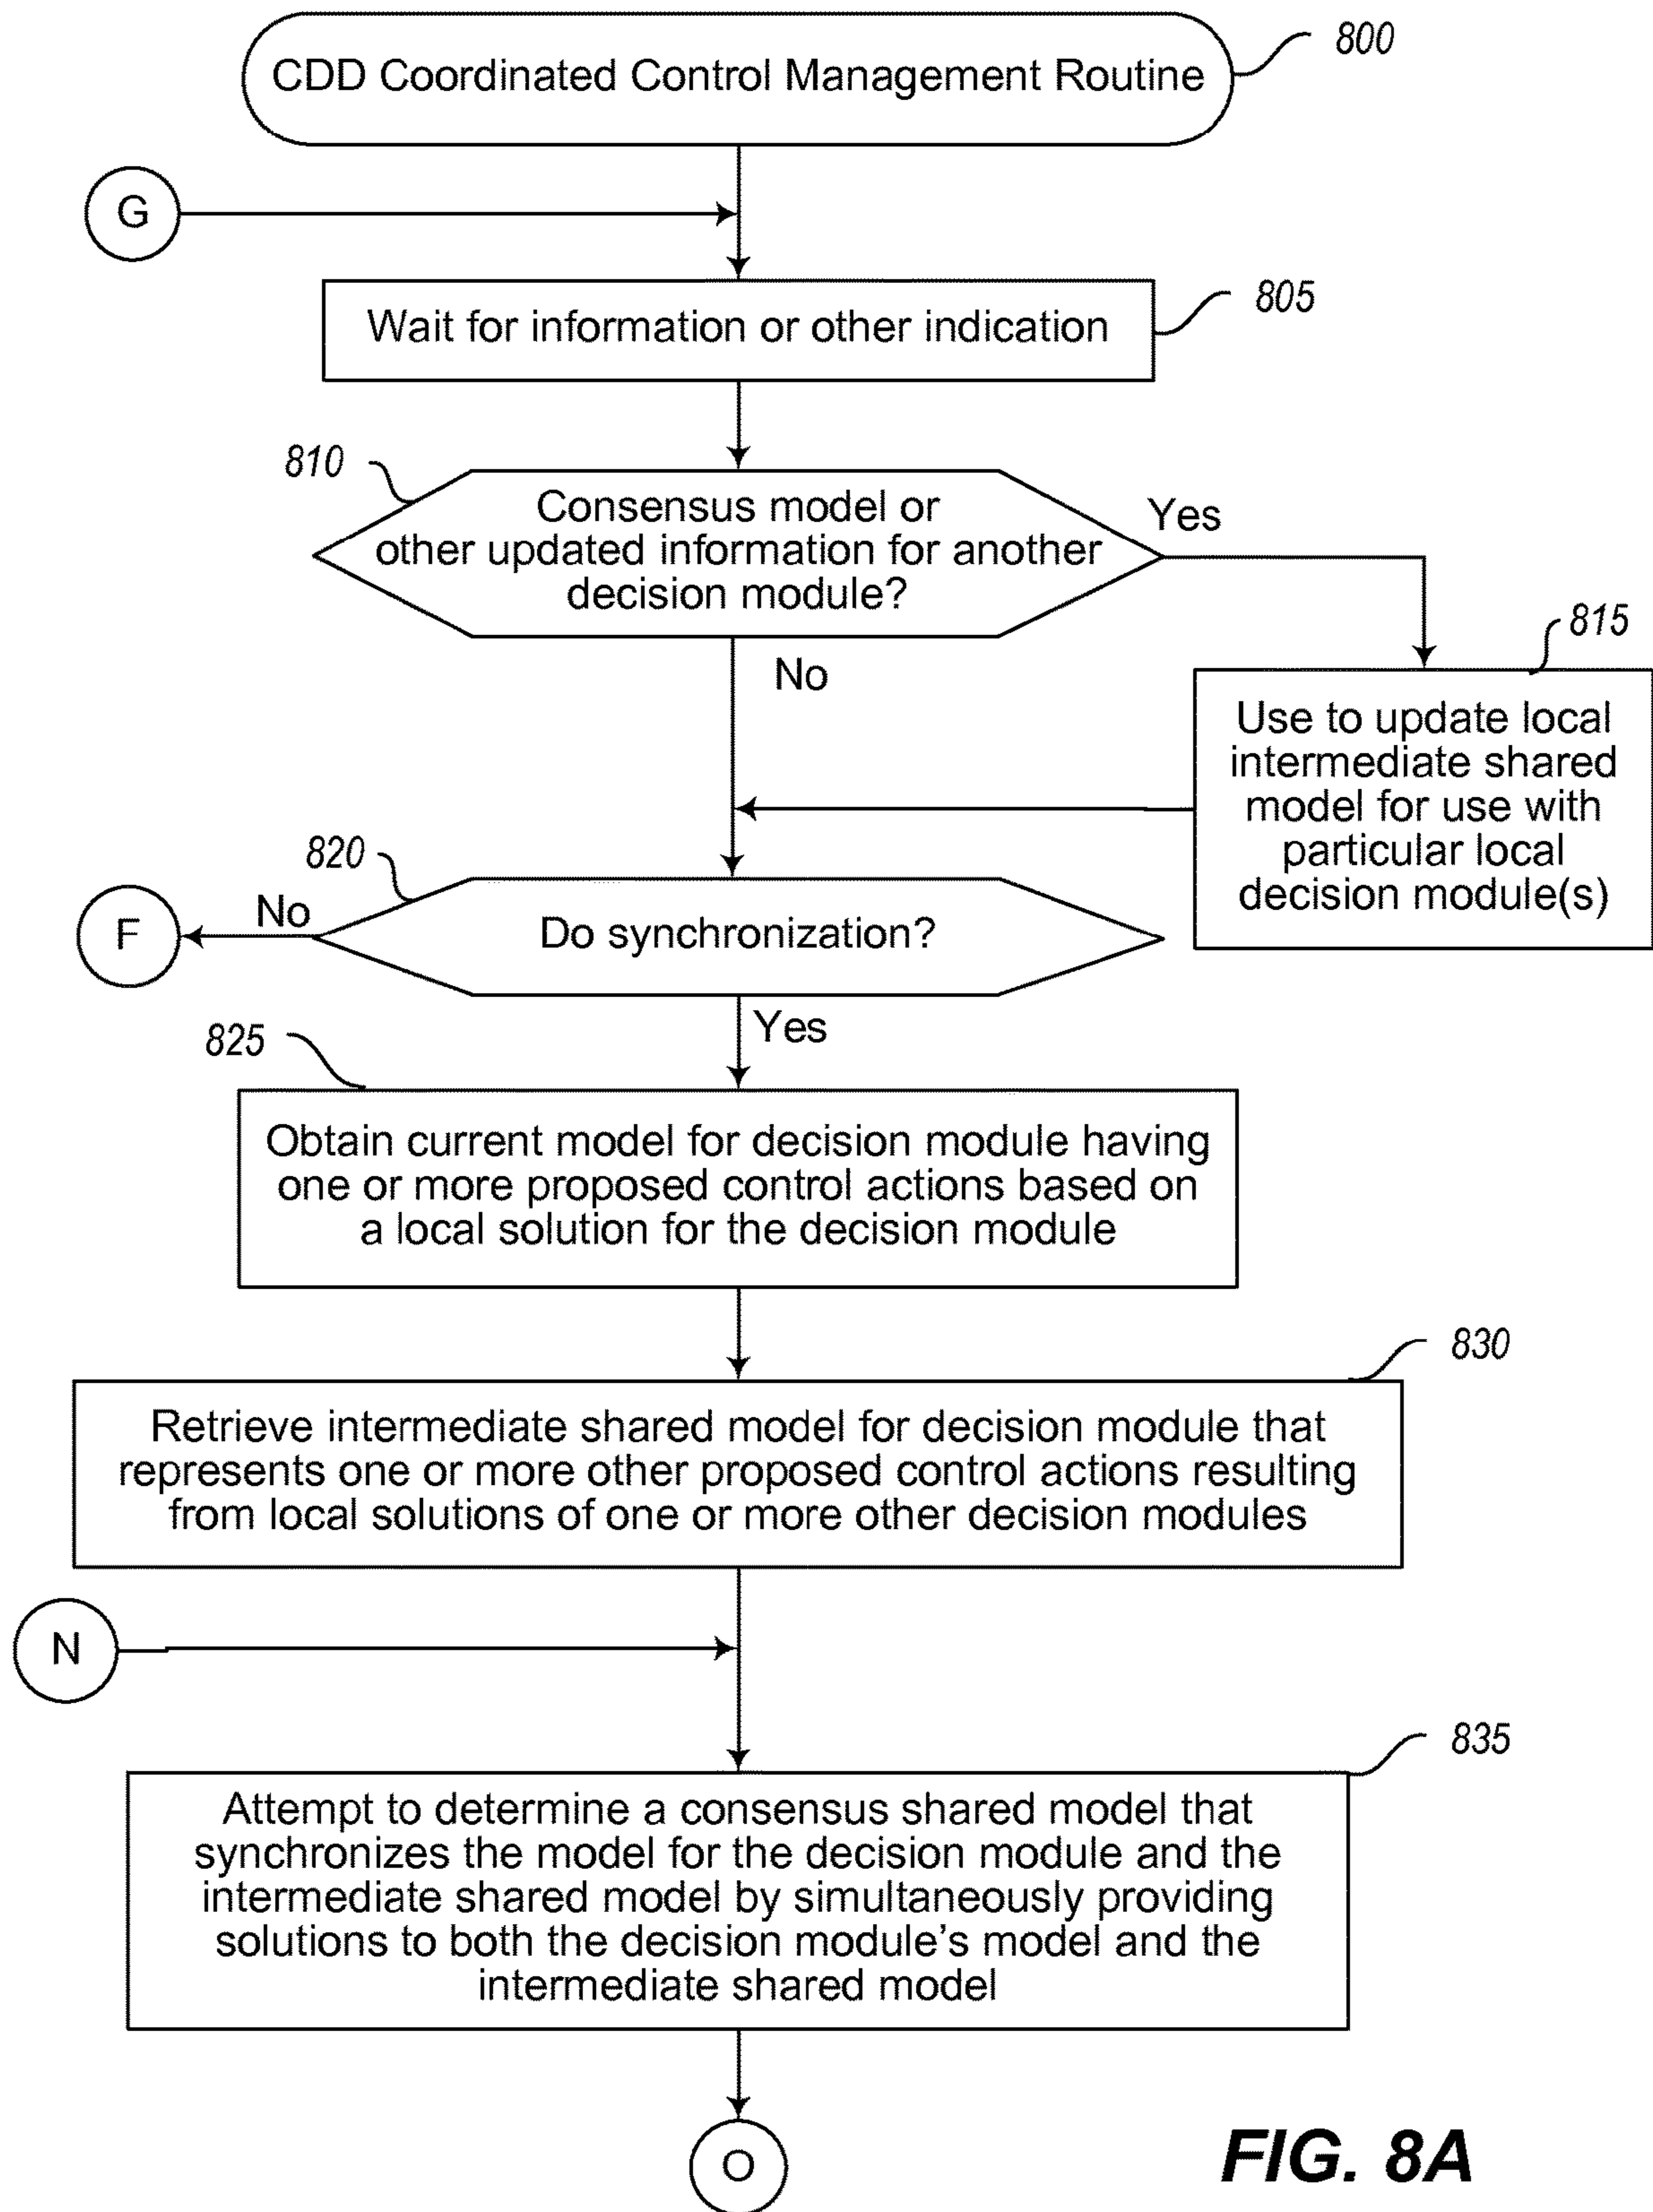 CDD Coordinated Control Management Routine
800
G
Wait for information or other indication
805
810
Consensus model or
other updated information for another
decision module?
Yes
No
815
Use to update local
intermediate shared
model for use with
particular local
decision module(s)
820
F
No
Do synchronization?
Yes
825
Obtain current model for decision module having
one or more proposed control actions based on
a local solution for the decision module
830
Retrieve intermediate shared model for decision module that
represents one or more other proposed control actions resulting
from local solutions of one or more other decision modules
N
835
Attempt to determine a consensus shared model that
synchronizes the model for the decision module and the
intermediate shared model by simultaneously providing
solutions to both the decision module's model and the
intermediate shared model
O
FIG. 8A